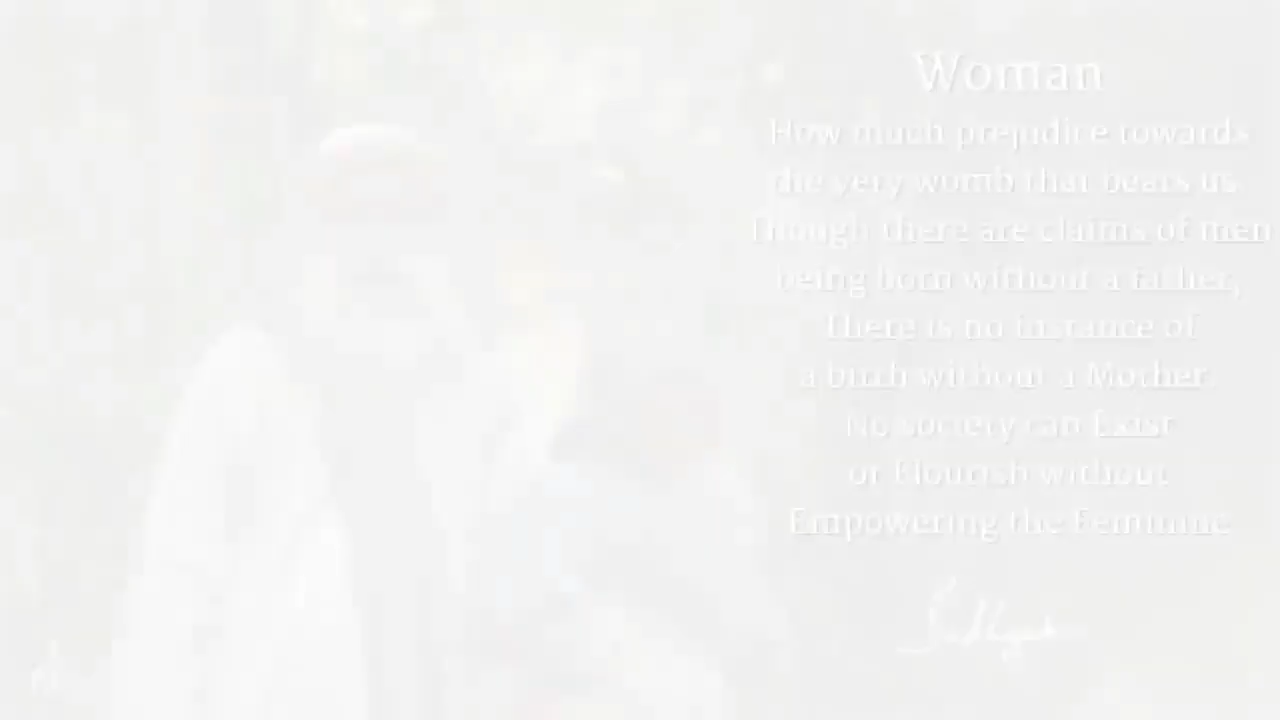 Woman
How much prejudice towards
the very womb that bears us
Though there are claims of men
being born without a Father,
There is no instance of
a birth without a Mother.
No society can Exist
or Flourish without
Empowering the Feminine
Sadhguru